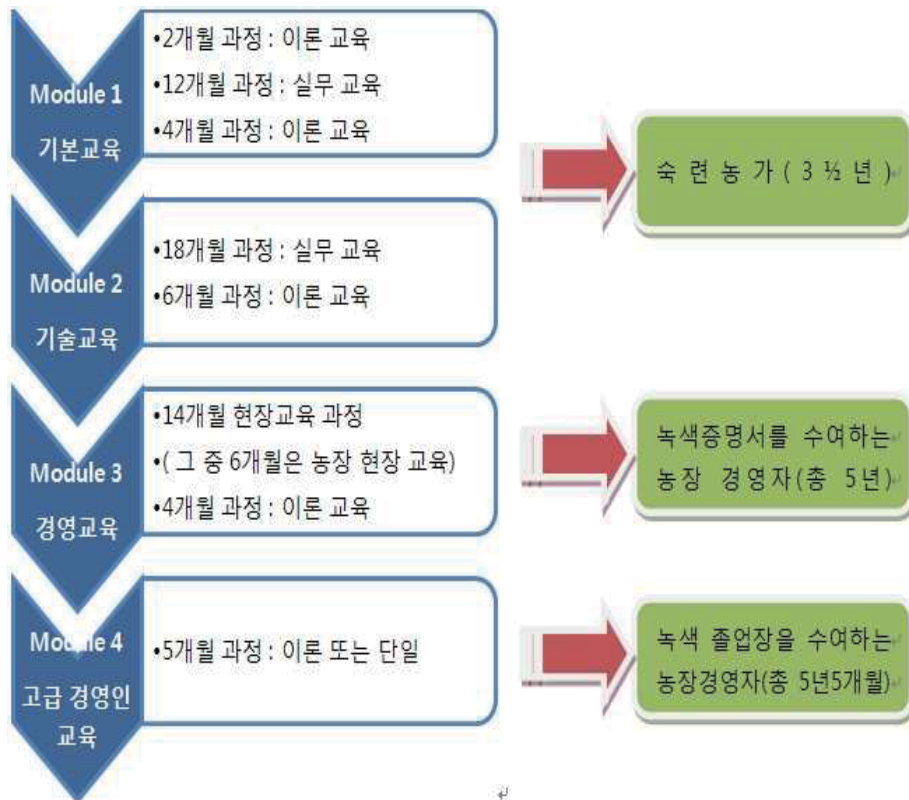 Module 1
기본교육
•2개월 과정 : 이론 교육
•12개월 과정 : 실무 교육
•4개월 과정 : 이론 교육
숙 련 농 가 ( 3 ½ 년 )
Module 2
기술교육
•18개월 과정 : 실무 교육
•6개월 과정 : 이론 교육
Module 3
경영교육
•14개월 현장교육 과정
•( 그 중 6개월은 농장 현장 교육)
•4개월 과정 : 이론 교육
녹색증명서를 수여하는
농장 경영자(총 5년)
Module 4
고급 경영인
교육
•5개월 과정 : 이론 또는 단일
녹색 졸업장을 수여하는
농장경영자(총 5년5개월)